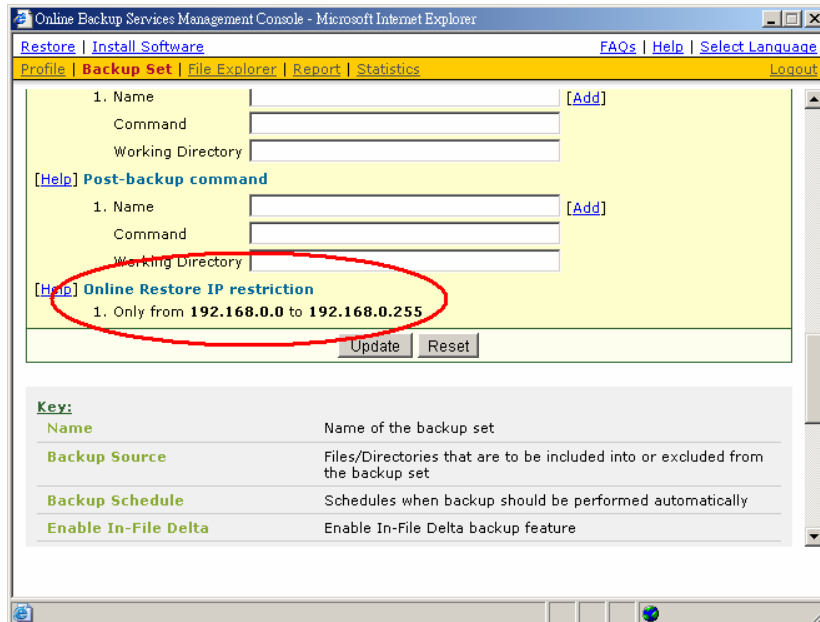 Online Backup Services Management Console - Microsoft Internet Explorer
Restore | Install Software FAQs | Help | Select Language
Profile | Backup Set | File Explorer | Report | Statistics Logout
1. Name [Add]
Command
Working Directory
[Help] Post-backup command
1. Name [Add]
Command
Working Directory
[Help] Online Restore IP restriction
1. Only from 192.168.0.0 to 192.168.0.255
Update Reset
Key:
Name Name of the backup set
Backup Source Files/Directories that are to be included into or excluded from
the backup set
Backup Schedule Schedules when backup should be performed automatically
Enable In-File Delta Enable In-File Delta backup feature